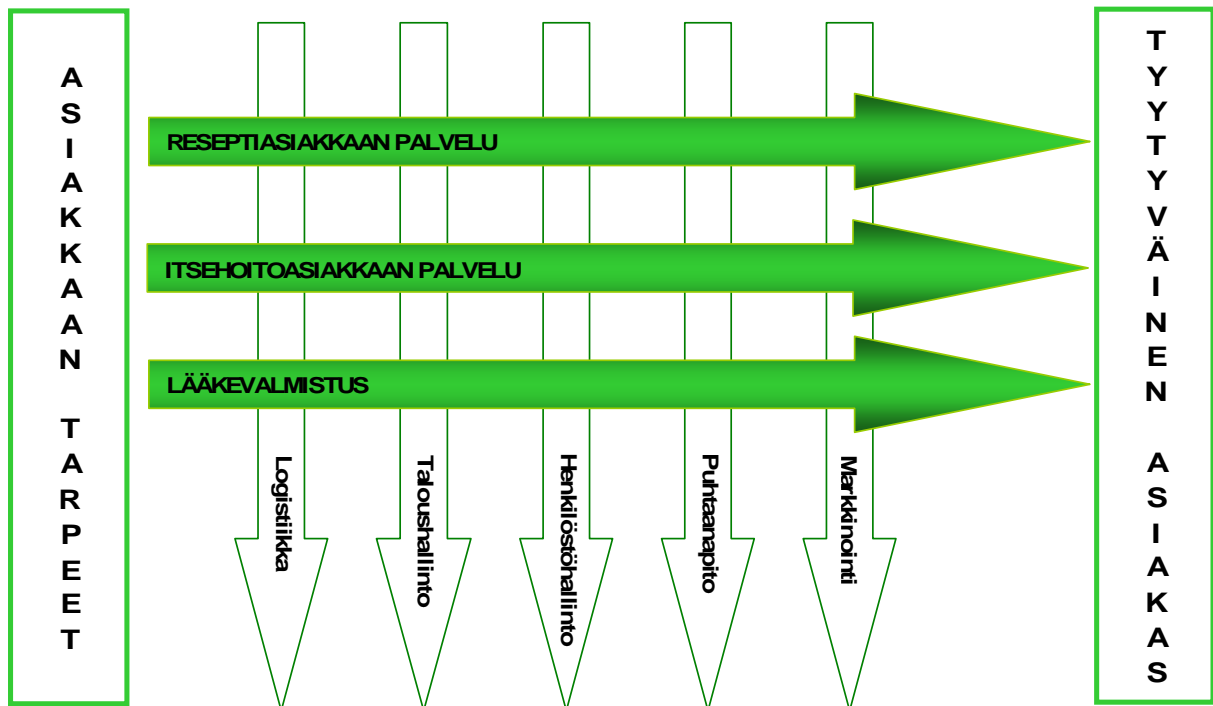 ASIAKKAAN TARPEET
RESEPTIASIAKKAAN PALVELU
ITSEHOITOASIAKKAAN PALVELU
LÄÄKEVALMISTUS
Logistiikka
Taloushallinto
Henkilöstöhallinto
Puhtaanapito
Markkinointi
TYYTYVÄINEN ASIAKAS